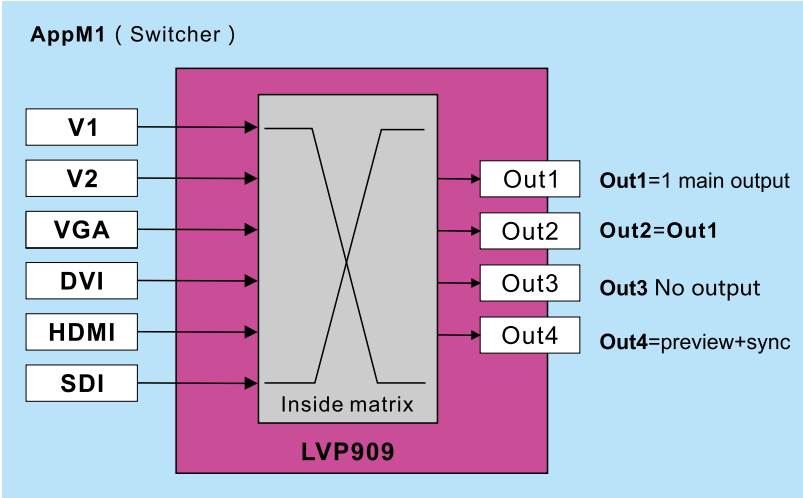 AppM1 ( Switcher )
V1
V2
VGA
DVI
HDMI
SDI
Inside matrix
LVP909
Out1
Out2
Out3
Out4
Out1=1 main output
Out2=Out1
Out3 No output
Out4=preview+sync